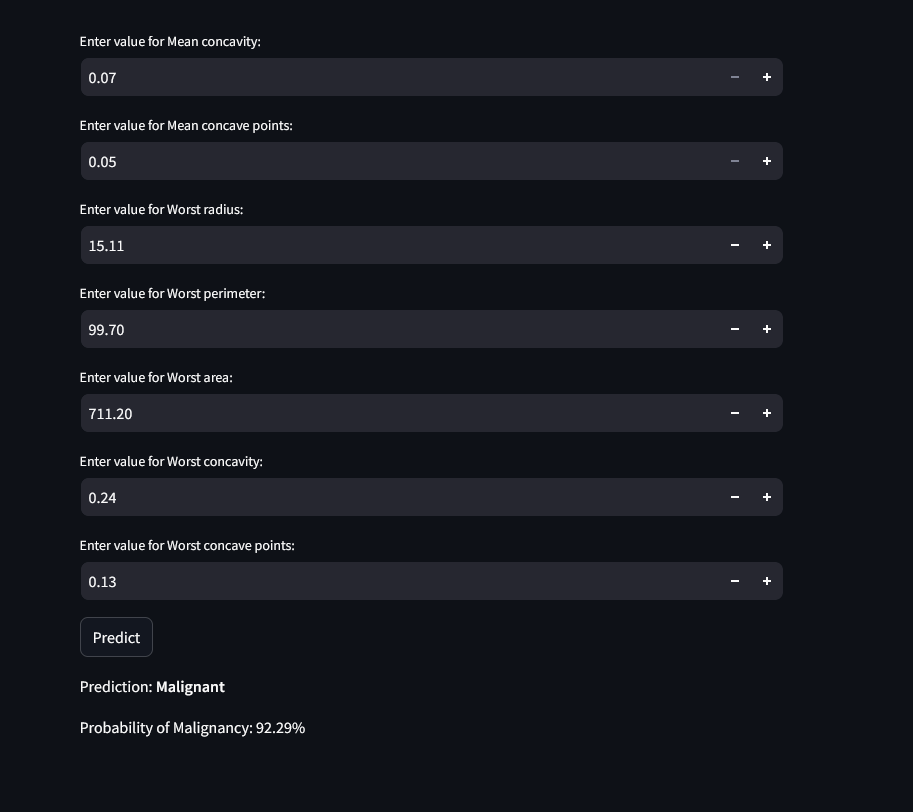 Enter value for Mean concavity:
0.07
Enter value for Mean concave points:
0.05
Enter value for Worst radius:
15.11
Enter value for Worst perimeter:
99.70
Enter value for Worst area:
711.20
Enter value for Worst concavity:
0.24
Enter value for Worst concave points:
0.13
Predict
Prediction: Malignant
Probability of Malignancy: 92.29%